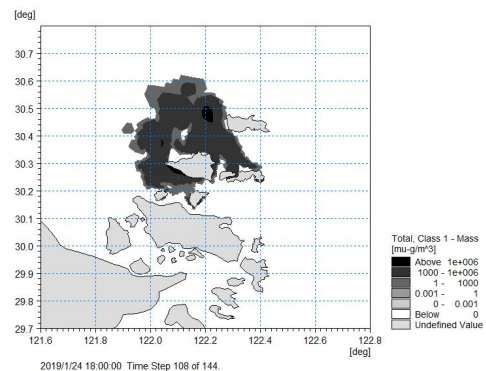 [deg]
30.7
30.6
30.5
30.4
30.3
30.2
30.1
30.0
29.9
29.8
29.7
121.6 121.8 122.0 122.2 122.4 122.6 122.8
[deg]
Total, Class 1 - Mass
[mu-g/m^3]
Above 1e+006
1000 - 1e+006
1 - 1000
0.001 - 1
0 - 0.001
Below 0
Undefined Value
2019/1/24 18:00:00 Time Step 108 of 144.